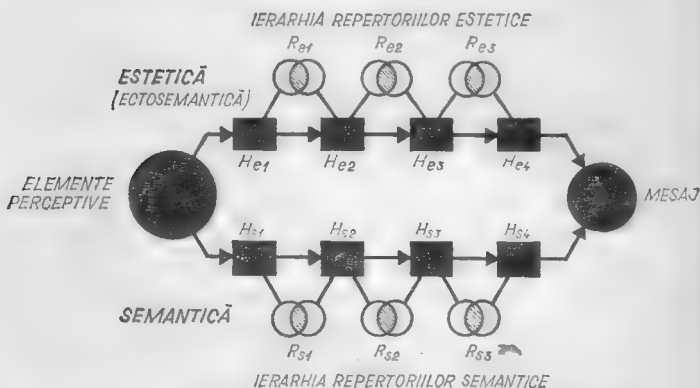 IERARHIA REPERTORIILOR ESTETICE
Re1 Re2 Re3
ESTETICĂ
(ECTOSEMANTICĂ)
He1 He2 He3 He4
ELEMENTE
PERCEPTIVE
MESAJ
Hs1 Hs2 Hs3 Hs4
SEMANTICĂ
Rs1 Rs2 Rs3
IERARHIA REPERTORIILOR SEMANTICE